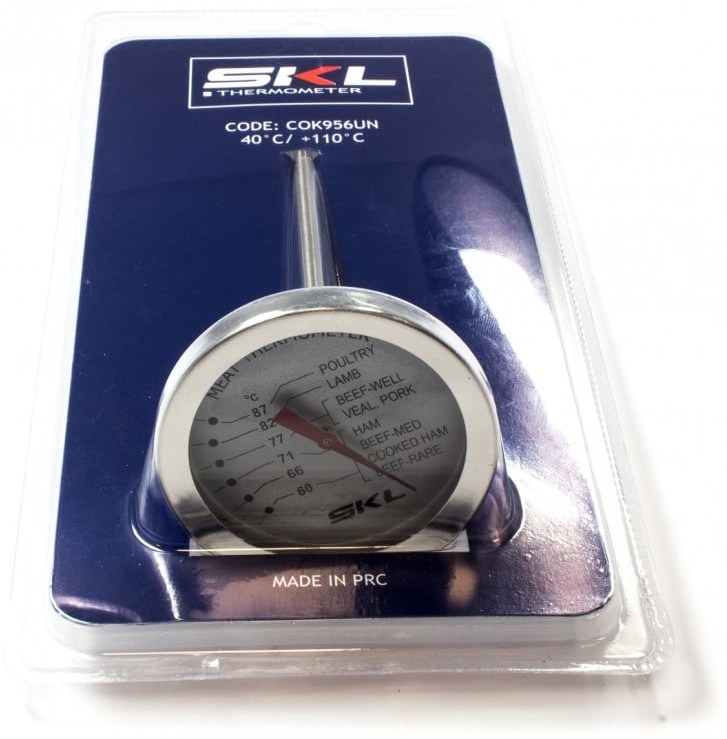 SKL
THERMOMETER
CODE: COK956UN
40°C/ +110°C
MEAT THERMOMETER
°C
87
82
77
71
66
60
POULTRY
LAMB
BEEF-WELL
VEAL, PORK
HAM
BEEF-MED
COOKED HAM
BEEF-RARE
SKL
MADE IN PRC